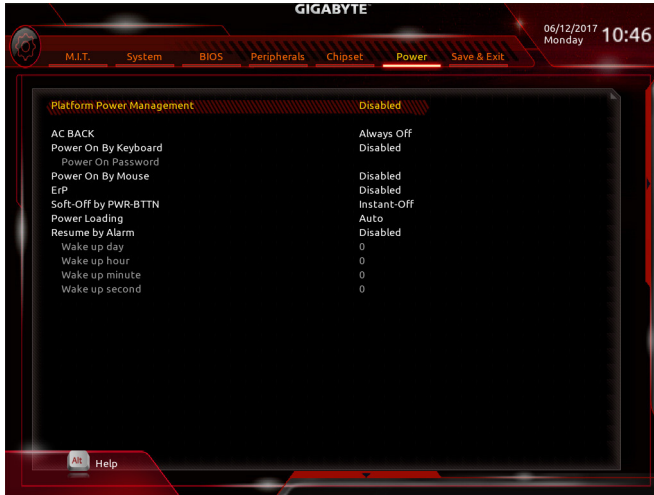 GIGABYTE
06/12/2017
Monday
10:46
M.I.T. System BIOS Peripherals Chipset Power Save & Exit
Platform Power Management Disabled
AC BACK Always Off
Power On By Keyboard Disabled
Power On Password
Power On By Mouse Disabled
ErP Disabled
Soft-Off by PWR-BTTN Instant-Off
Power Loading Auto
Resume by Alarm Disabled
Wake up day 0
Wake up hour 0
Wake up minute 0
Wake up second 0
Alt Help